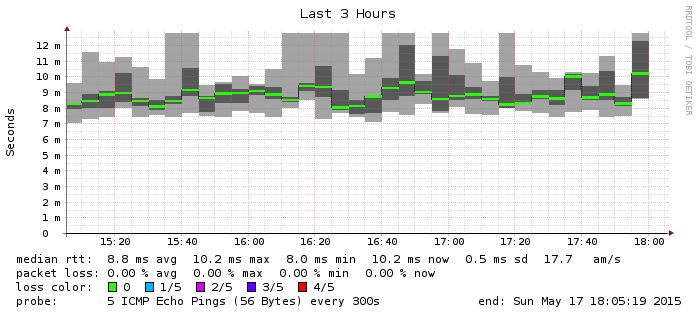 Last 3 Hours
RRDTOOL / TOBI OETIKER
Seconds
12 m
11 m
10 m
9 m
8 m
7 m
6 m
5 m
4 m
3 m
2 m
1 m
0
15:20 15:40 16:00 16:20 16:40 17:00 17:20 17:40 18:00
median rtt: 8.8 ms avg 10.2 ms max 8.0 ms min 10.2 ms now 0.5 ms sd 17.7 am/s
packet loss: 0.00 % avg 0.00 % max 0.00 % min 0.00 % now
loss color: 0 1/5 2/5 3/5 4/5
probe: 5 ICMP Echo Pings (56 Bytes) every 300s end: Sun May 17 18:05:19 2015